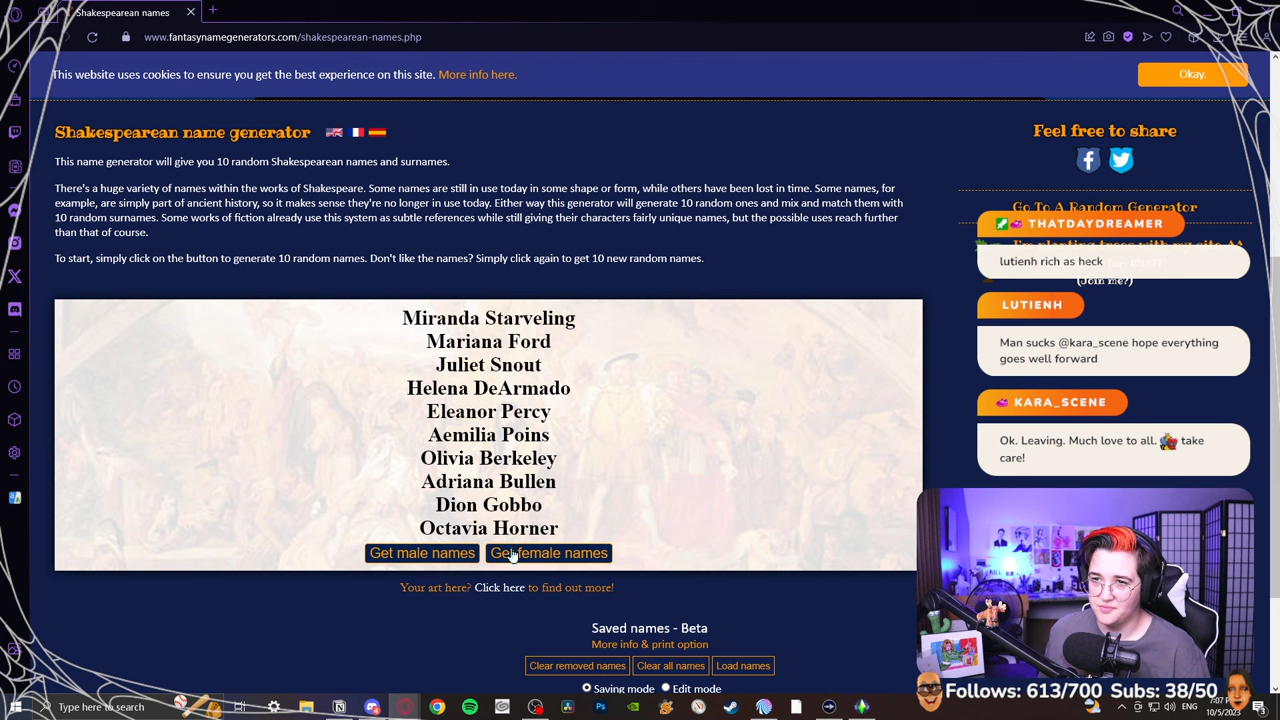 Shakespearean names
www.fantasynamegenerators.com/shakespearean-names.php
This website uses cookies to ensure you get the best experience on this site. More info here.
Okay.
Shakespearean name generator
This name generator will give you 10 random Shakespearean names and surnames.
There's a huge variety of names within the works of Shakespeare. Some names are still in use today in some shape or form, while others have been lost in time. Some names, for
example, are simply part of ancient history, so it makes sense they're no longer in use today. Either way this generator will generate 10 random ones and mix and match them with
10 random surnames. Some works of fiction already use this system as subtle references while still giving their characters fairly unique names, but the possible uses reach further
than that of course.
To start, simply click on the button to generate 10 random names. Don't like the names? Simply click again to get 10 new random names.
Miranda Starveling
Mariana Ford
Juliet Snout
Helena DeArmado
Eleanor Percy
Aemilia Poins
Olivia Berkeley
Adriana Bullen
Dion Gobbo
Octavia Horner
Get male names
Get female names
Your art here? Click here to find out more!
Saved names - Beta
More info & print option
Clear removed names
Clear all names
Load names
Saving mode
Edit mode
Feel free to share
Go To A Random Generator
THATDAYDREAMER
I'm planting trees with my site ^^
lutienh rich as heck
(Join me?)
LUTIENH
Man sucks @kara_scene hope everything
goes well forward
KARA_SCENE
Ok. Leaving. Much love to all. take
care!
Follows: 613/700 Subs: 38/50
Type here to search
7:07 PM
10/5/2023